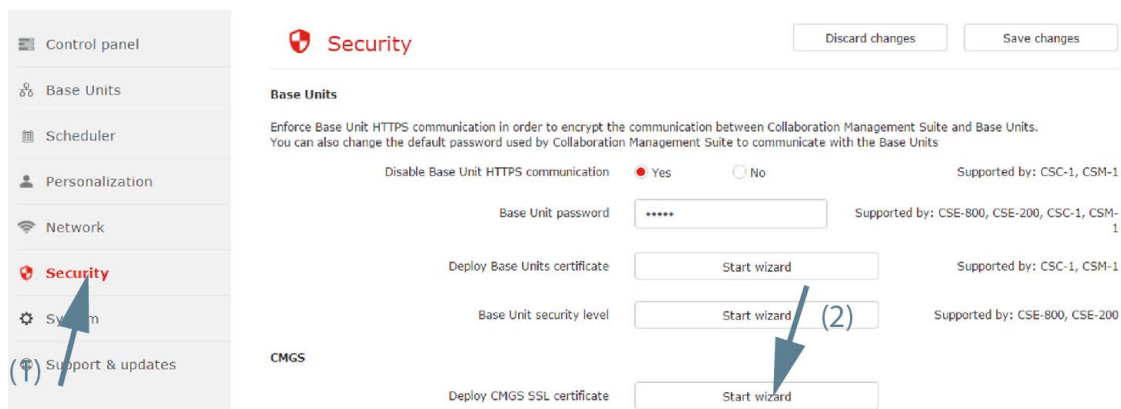 Control panel
Base Units
Scheduler
Personalization
Network
Security
System
Support & updates
(1)
Security
Discard changes
Save changes
Base Units
Enforce Base Unit HTTPS communication in order to encrypt the communication between Collaboration Management Suite and Base Units.
You can also change the default password used by Collaboration Management Suite to communicate with the Base Units
Disable Base Unit HTTPS communication Yes No Supported by: CSC-1, CSM-1
Base Unit password ••••• Supported by: CSE-800, CSE-200, CSC-1, CSM-
1
Deploy Base Units certificate Start wizard Supported by: CSC-1, CSM-1
Base Unit security level Start wizard (2) Supported by: CSE-800, CSE-200
CMGS
Deploy CMGS SSL certificate Start wizard